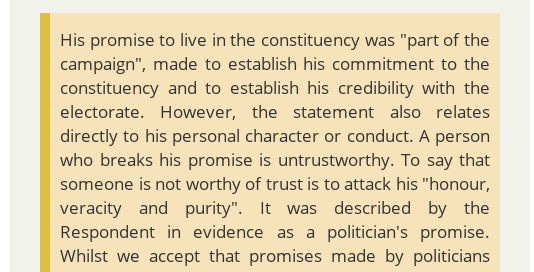 His promise to live in the constituency was "part of the
campaign", made to establish his commitment to the
constituency and to establish his credibility with the
electorate. However, the statement also relates
directly to his personal character or conduct. A person
who breaks his promise is untrustworthy. To say that
someone is not worthy of trust is to attack his "honour,
veracity and purity". It was described by the
Respondent in evidence as a politician's promise.
Whilst we accept that promises made by politicians